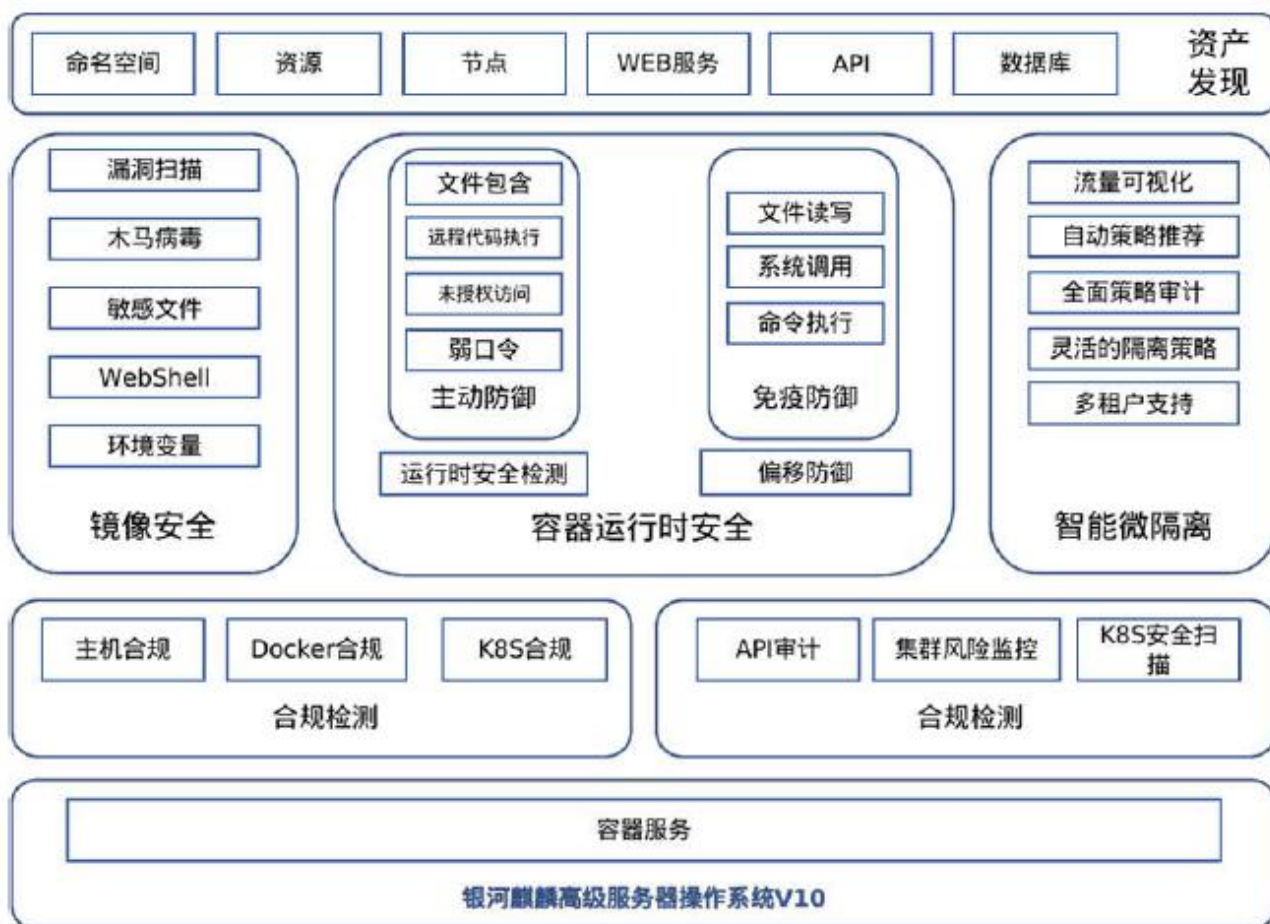 命名空间
资源
节点
WEB服务
API
数据库
资产
发现
漏洞扫描
木马病毒
敏感文件
WebShell
环境变量
镜像安全
文件包含
远程代码执行
未授权访问
弱口令
主动防御
运行时安全检测
文件读写
系统调用
命令执行
免疫防御
偏移防御
容器运行时安全
流量可视化
自动策略推荐
全面策略审计
灵活的隔离策略
多租户支持
智能微隔离
主机合规
Docker合规
K8S合规
合规检测
API审计
集群风险监控
K8S安全扫
描
合规检测
容器服务
银河麒麟高级服务器操作系统V10